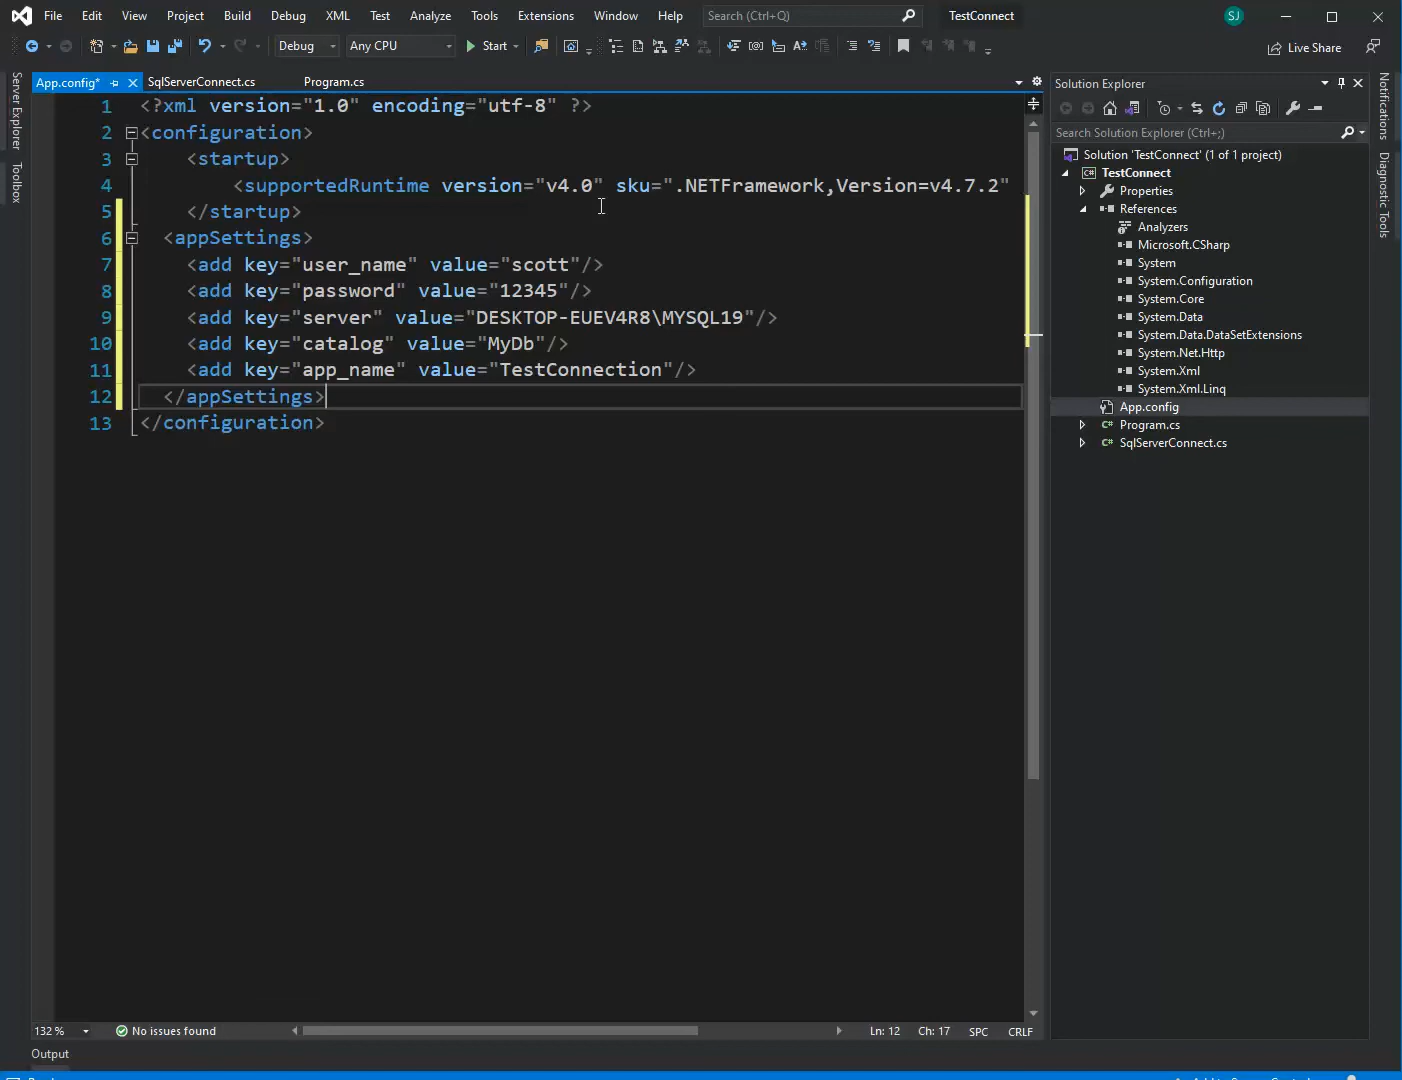 File Edit View Project Build Debug XML Test Analyze Tools Extensions Window Help Search (Ctrl+Q) TestConnect SJ
Debug Any CPU Start Live Share
App.config* SqlServerConnect.cs Program.cs
Server Explorer
Toolbox
1 <?xml version="1.0" encoding="utf-8" ?>
2 <configuration>
3 <startup>
4 <supportedRuntime version="v4.0" sku=".NETFramework,Version=v4.7.2"
5 </startup>
6 <appSettings>
7 <add key="user_name" value="scott"/>
8 <add key="password" value="12345"/>
9 <add key="server" value="DESKTOP-EUEV4R8\MYSQL19"/>
10 <add key="catalog" value="MyDb"/>
11 <add key="app_name" value="TestConnection"/>
12 </appSettings>
13 </configuration>
132 % No issues found Ln: 12 Ch: 17 SPC CRLF
Output
Solution Explorer
Search Solution Explorer (Ctrl+;)
Solution 'TestConnect' (1 of 1 project)
TestConnect
Properties
References
Analyzers
Microsoft.CSharp
System
System.Configuration
System.Core
System.Data
System.Data.DataSetExtensions
System.Net.Http
System.Xml
System.Xml.Linq
App.config
Program.cs
SqlServerConnect.cs
Notifications
Diagnostic Tools